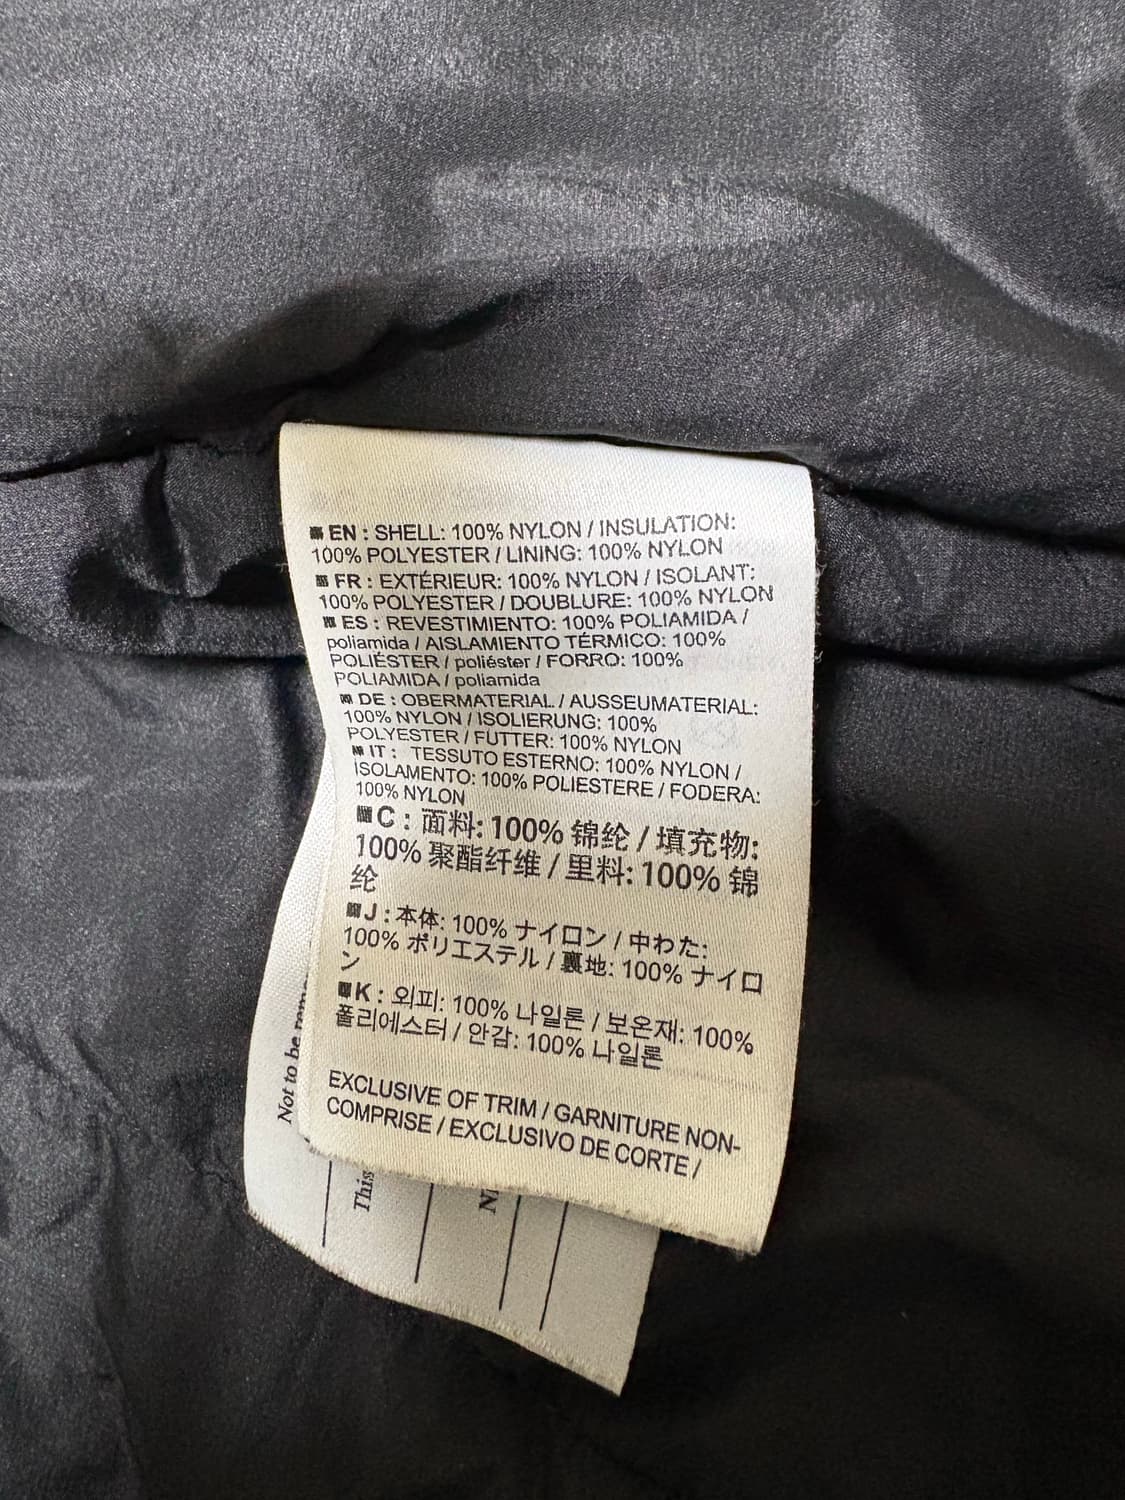 EN : SHELL: 100% NYLON / INSULATION:
100% POLYESTER / LINING: 100% NYLON
FR : EXTÉRIEUR: 100% NYLON / ISOLANT:
100% POLYESTER / DOUBLURE: 100% NYLON
ES : REVESTIMIENTO: 100% POLIAMIDA /
poliamida / AISLAMIENTO TÉRMICO: 100%
POLIÉSTER / poliéster / FORRO: 100%
POLIAMIDA / poliamida
DE : OBERMATERIAL / AUSSEUMATERIAL:
100% NYLON / ISOLIERUNG: 100%
POLYESTER / FUTTER: 100% NYLON
IT : TESSUTO ESTERNO: 100% NYLON /
ISOLAMENTO: 100% POLIESTERE / FODERA:
100% NYLON
C : 面料: 100% 锦纶 / 填充物:
100% 聚酯纤维 / 里料: 100% 锦
纶
J : 本体: 100% ナイロン / 中わた:
100% ポリエステル / 裏地: 100% ナイロ
ン
K : 외피: 100% 나일론 / 보온재: 100%
폴리에스터 / 안감: 100% 나일론
EXCLUSIVE OF TRIM / GARNITURE NON-
COMPRISE / EXCLUSIVO DE CORTE /
Not to be
This